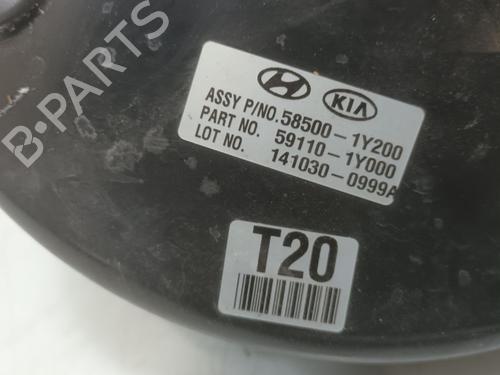 B-PARTS
KIA
ASSY P/NO.58500-1Y200
PART NO. 59110-1Y000
LOT NO. 141030-0999A
T20